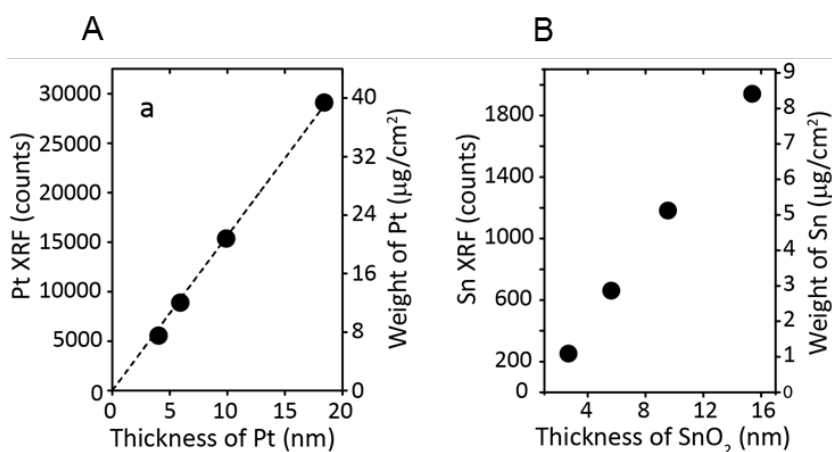 A
B
a
30000
25000
20000
15000
10000
5000
0
Pt XRF (counts)
40
32
24
16
8
0
Weight of Pt (μg/cm²)
0 5 10 15 20
Thickness of Pt (nm)
1800
1400
1000
600
200
0
Sn XRF (counts)
9
8
7
6
5
4
3
2
1
0
Weight of Sn (μg/cm²)
4 8 12 16
Thickness of SnO₂ (nm)